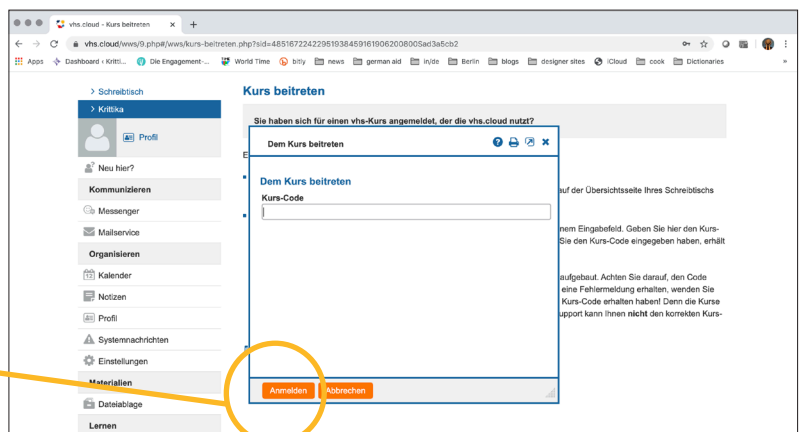 vhs.cloud - Kurs beitreten
vhs.cloud/wws/9.php#/wws/kurs-beitreten.php?sid=
Apps
Dashboard ‹ Kritti...
Die Engagement-...
World Time
bitly
news
german aid
in/de
Berlin
blogs
designer sites
iCloud
cook
Dictionaries
»
> Schreibtisch
> Krittika
Profil
Neu hier?
Kommunizieren
Messenger
Mailservice
Organisieren
Kalender
Notizen
Profil
Systemnachrichten
Einstellungen
Materialien
Dateiablage
Lernen
Kurs beitreten
Sie haben sich für einen vhs-Kurs angemeldet, der die vhs.cloud nutzt?
E
Dem Kurs beitreten
Dem Kurs beitreten
Kurs-Code
Anmelden
Abbrechen
auf der Übersichtsseite Ihres Schreibtischs
nem Eingabefeld. Geben Sie hier den Kurs-
Sie den Kurs-Code eingegeben haben, erhält
aufgebaut. Achten Sie darauf, den Code
eine Fehlermeldung erhalten, wenden Sie
Kurs-Code erhalten haben! Denn die Kurse
upport kann Ihnen nicht den korrekten Kurs-